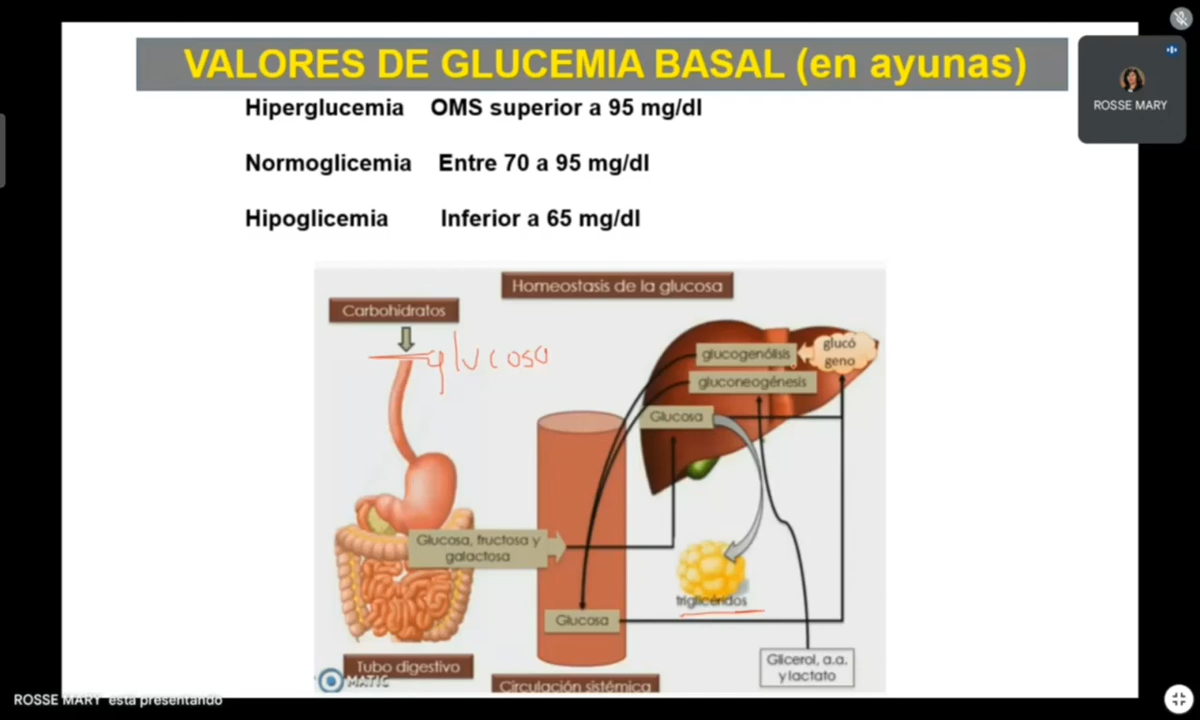 VALORES DE GLUCEMIA BASAL (en ayunas)
Hiperglucemia OMS superior a 95 mg/dl
Normoglicemia Entre 70 a 95 mg/dl
Hipoglicemia Inferior a 65 mg/dl
ROSSE MARY
Homeostasis de la glucosa
Carbohidratos
glucosa
glucogenólisis
glucó
geno
gluconeogénesis
Glucosa
Glucosa, fructosa y
galactosa
triglicéridos
Glucosa
Glicerol, a.a.
y lactato
Tubo digestivo
MATIC
Circulación sistémica
ROSSE MARY está presentando